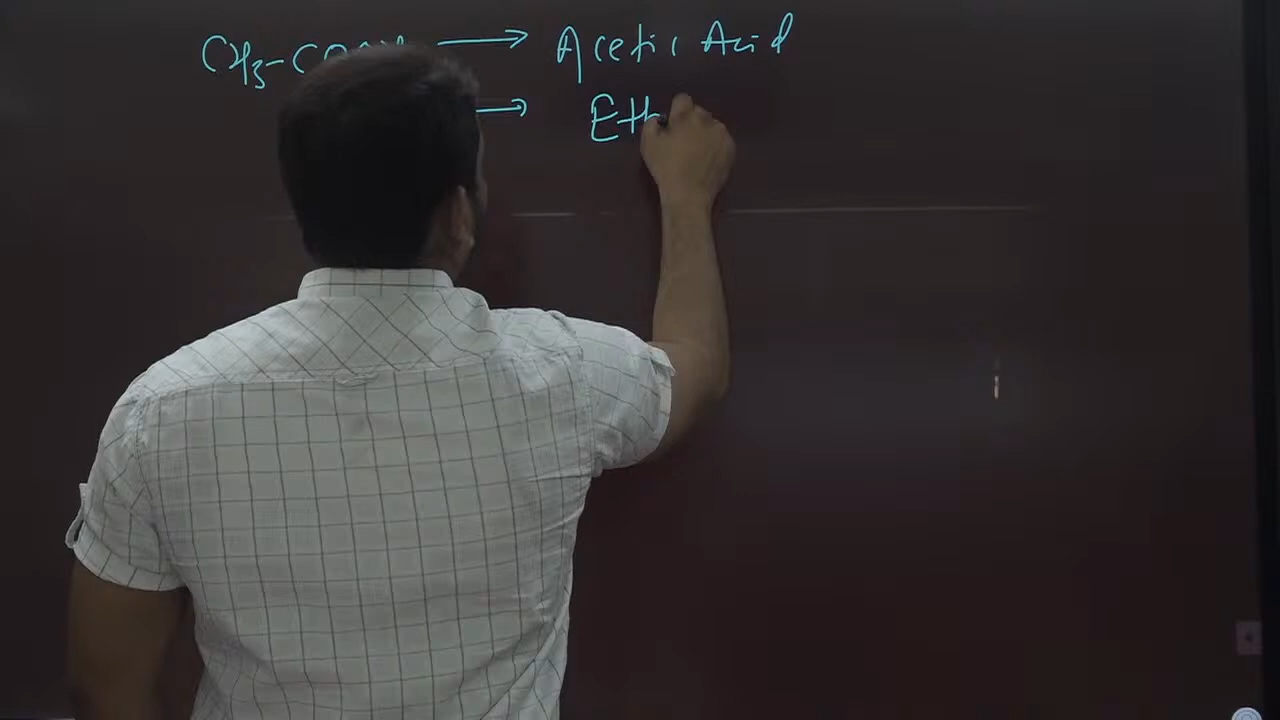 CH3-COOH → Acetic Acid
→ Eth